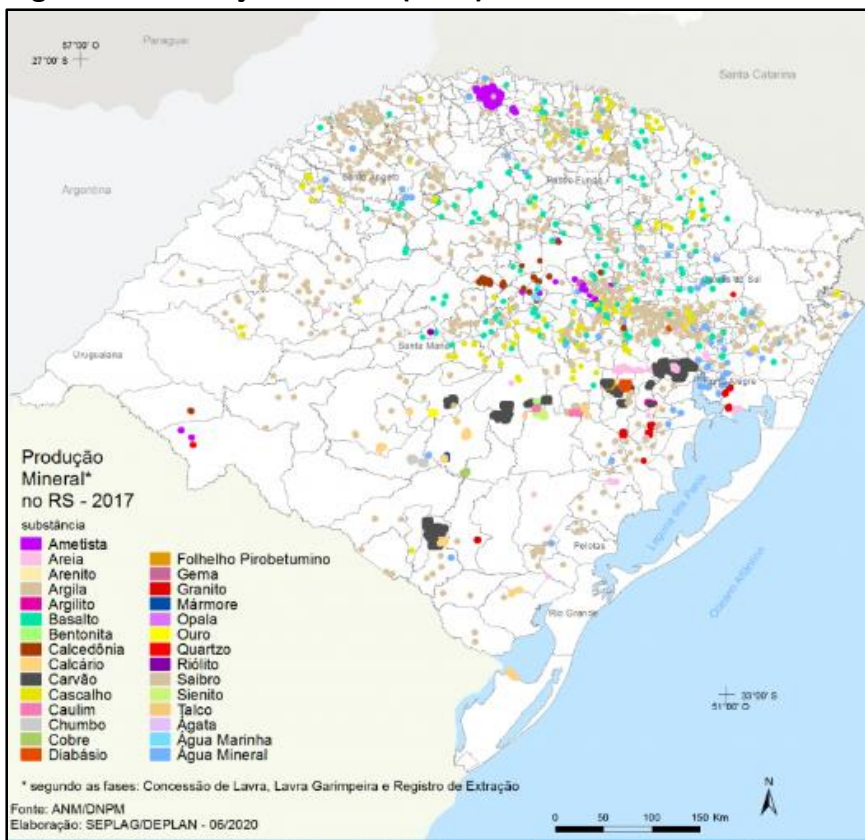 Paraguai
57°00' O
27°00' S
Santa Catarina
Argentina
Santo Angelo
Passo Fundo
Caxias do Sul
Santa Maria
Uruguaiana
Porto Alegre
Pelotas
Laguna dos Patos
Rio Grande
Oceano Atlântico
33°00' S
51°00' O
Produção
Mineral*
no RS - 2017
substância
Ametista
Areia
Arenito
Argila
Argilito
Basalto
Bentonita
Calcedônia
Calcário
Carvão
Cascalho
Caulim
Chumbo
Cobre
Diabásio
Folhelho Pirobetumino
Gema
Granito
Mármore
Opala
Ouro
Quartzo
Riólito
Saibro
Sienito
Talco
Ágata
Água Marinha
Água Mineral
* segundo as fases: Concessão de Lavra, Lavra Garimpeira e Registro de Extração
Fonte: ANM/DNPM
Elaboração: SEPLAG/DEPLAN - 06/2020
N
0 50 100 150 Km